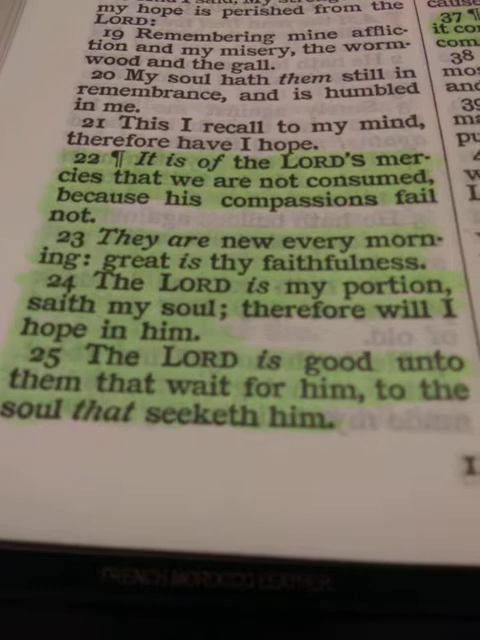 my hope is perished from the
LORD:
19 Remembering mine afflic-
tion and my misery, the worm-
wood and the gall.
20 My soul hath them still in
remembrance, and is humbled
in me.
21 This I recall to my mind,
therefore have I hope.
22 ¶ It is of the LORD'S mer-
cies that we are not consumed,
because his compassions fail
not.
23 They are new every morn-
ing: great is thy faithfulness.
24 The LORD is my portion,
saith my soul; therefore will I
hope in him.
25 The LORD is good unto
them that wait for him, to the
soul that seeketh him.
cause
37 ¶
it co
com
38
mos
and
39
ma
pu
FRENCH MOROCCO LEATHER